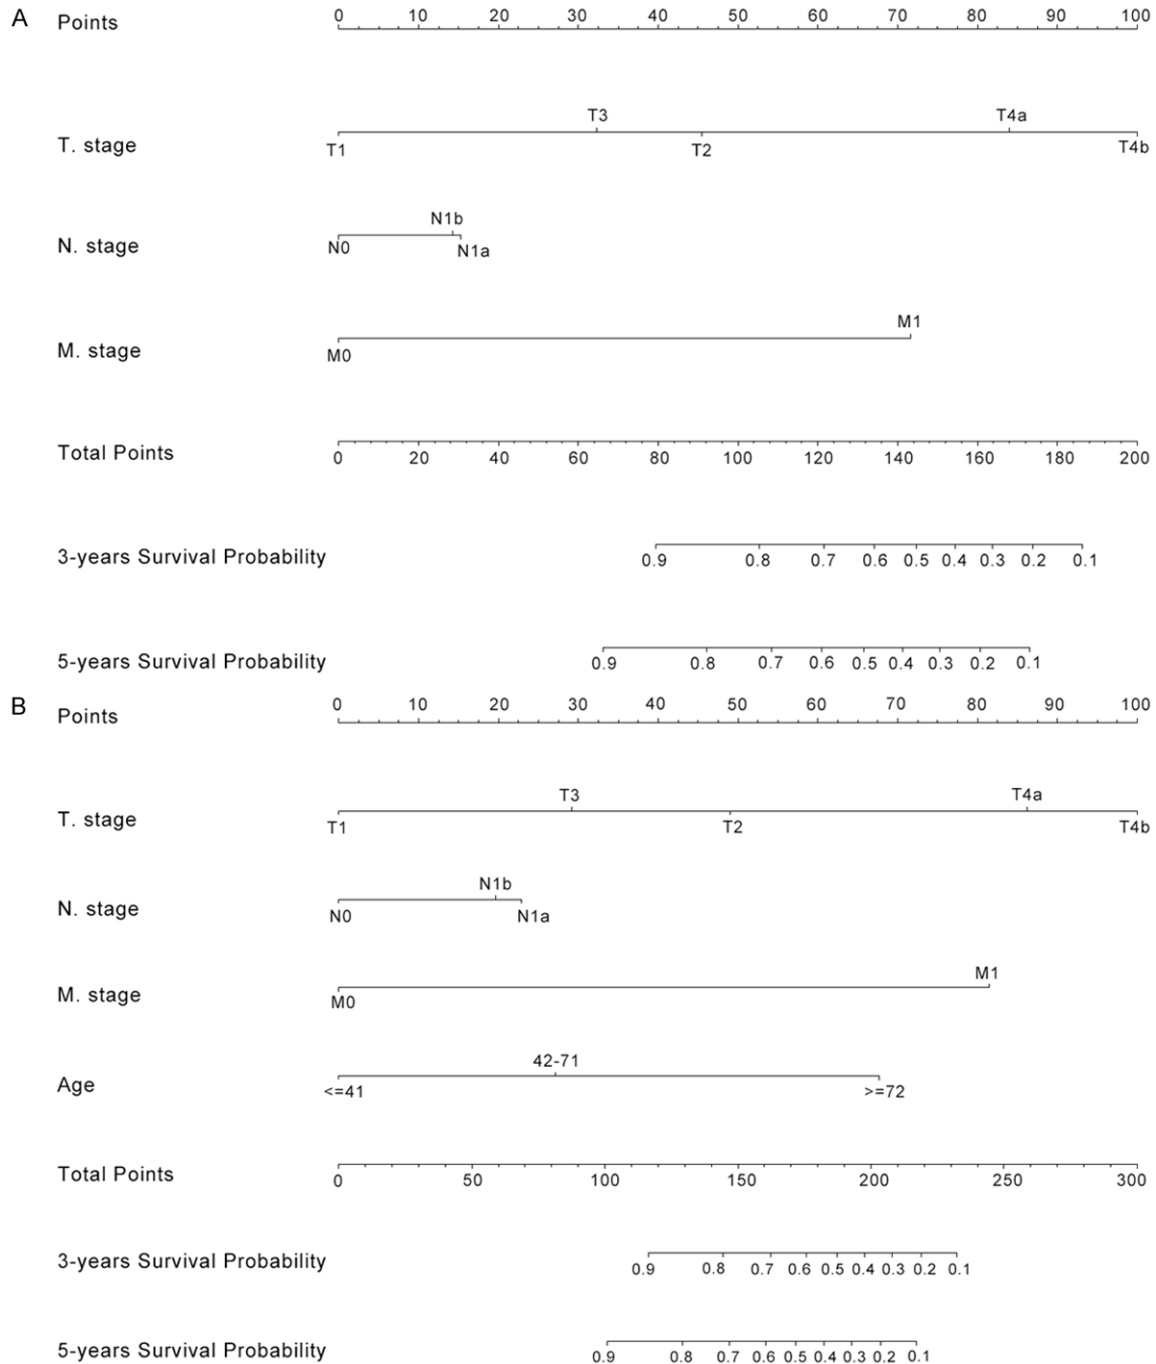 A
Points 0 10 20 30 40 50 60 70 80 90 100
T3 T4a
T. stage
T1 T2 T4b
N1b
N. stage
N0 N1a
M1
M. stage
M0
Total Points
0 20 40 60 80 100 120 140 160 180 200
3-years Survival Probability
0.9 0.8 0.7 0.6 0.5 0.4 0.3 0.2 0.1
5-years Survival Probability
0.9 0.8 0.7 0.6 0.5 0.4 0.3 0.2 0.1
B
Points 0 10 20 30 40 50 60 70 80 90 100
T3 T4a
T. stage
T1 T2 T4b
N1b
N. stage
N0 N1a
M1
M. stage
M0
42-71
Age
<=41 >=72
Total Points
0 50 100 150 200 250 300
3-years Survival Probability
0.9 0.8 0.7 0.6 0.5 0.4 0.3 0.2 0.1
5-years Survival Probability
0.9 0.8 0.7 0.6 0.5 0.4 0.3 0.2 0.1